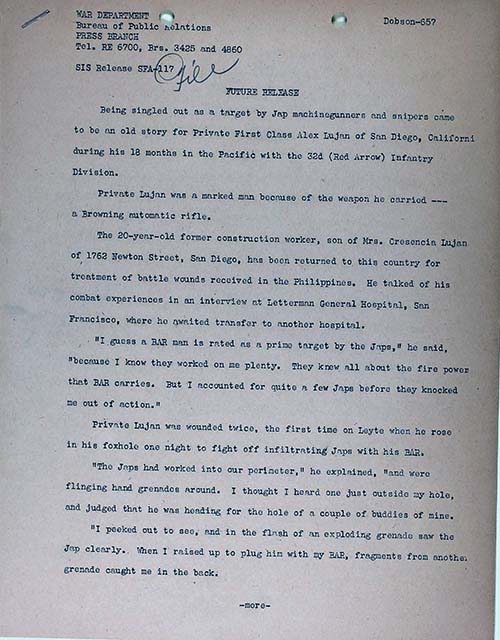 WAR DEPARTMENT
Bureau of Public Relations
PRESS BRANCH
Tel. RE 6700, Brs. 3425 and 4860
Dobson-657
SIS Release SFA-117
File
FUTURE RELEASE
Being singled out as a target by Jap machinegunners and snipers came
to be an old story for Private First Class Alex Lujan of San Diego, Californi
during his 18 months in the Pacific with the 32d (Red Arrow) Infantry
Division.
Private Lujan was a marked man because of the weapon he carried ---
a Browning automatic rifle.
The 20-year-old former construction worker, son of Mrs. Cresencia Lujan
of 1762 Newton Street, San Diego, has been returned to this country for
treatment of battle wounds received in the Philippines. He talked of his
combat experiences in an interview at Letterman General Hospital, San
Francisco, where he awaited transfer to another hospital.
"I guess a BAR man is rated as a prime target by the Japs," he said,
"because I know they worked on me plenty. They knew all about the fire power
that BAR carries. But I accounted for quite a few Japs before they knocked
me out of action."
Private Lujan was wounded twice, the first time on Leyte when he rose
in his foxhole one night to fight off infiltrating Japs with his BAR.
"The Japs had worked into our perimeter," he explained, "and were
flinging hand grenades around. I thought I heard one just outside my hole,
and judged that he was heading for the hole of a couple of buddies of mine.
"I peeked out to see, and in the flash of an exploding grenade saw the
Jap clearly. When I raised up to plug him with my BAR, fragments from another
grenade caught me in the back.
-more-